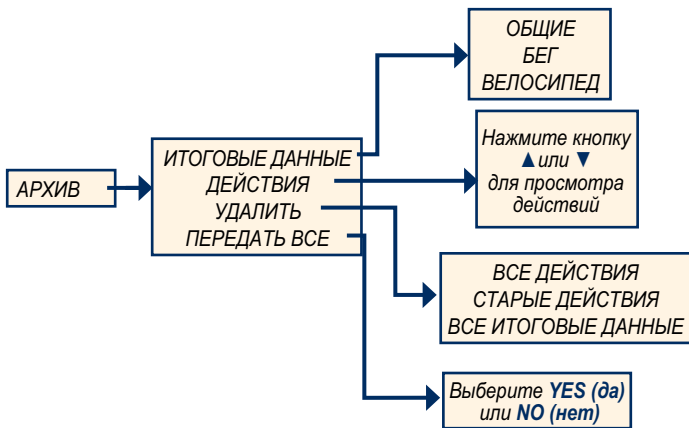 АРХИВ
ИТОГОВЫЕ ДАННЫЕ
ДЕЙСТВИЯ
УДАЛИТЬ
ПЕРЕДАТЬ ВСЕ
ОБЩИЕ
БЕГ
ВЕЛОСИПЕД
Нажмите кнопку
▲ или ▼
для просмотра
действий
ВСЕ ДЕЙСТВИЯ
СТАРЫЕ ДЕЙСТВИЯ
ВСЕ ИТОГОВЫЕ ДАННЫЕ
Выберите YES (да)
или NO (нет)